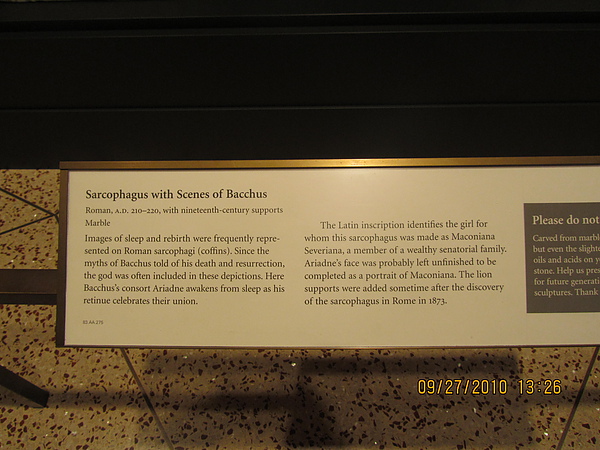 Sarcophagus with Scenes of Bacchus
Roman, A.D. 210–220, with nineteenth-century supports
Marble
Images of sleep and rebirth were frequently repre-
sented on Roman sarcophagi (coffins). Since the
myths of Bacchus told of his death and resurrection,
the god was often included in these depictions. Here
Bacchus's consort Ariadne awakens from sleep as his
retinue celebrates their union.
The Latin inscription identifies the girl for
whom this sarcophagus was made as Maconiana
Severiana, a member of a wealthy senatorial family.
Ariadne's face was probably left unfinished to be
completed as a portrait of Maconiana. The lion
supports were added sometime after the discovery
of the sarcophagus in Rome in 1873.
Please do not
Carved from marbl
but even the slighte
oils and acids on yo
stone. Help us pres
for future generati
sculptures. Thank
09/27/2010 13:26